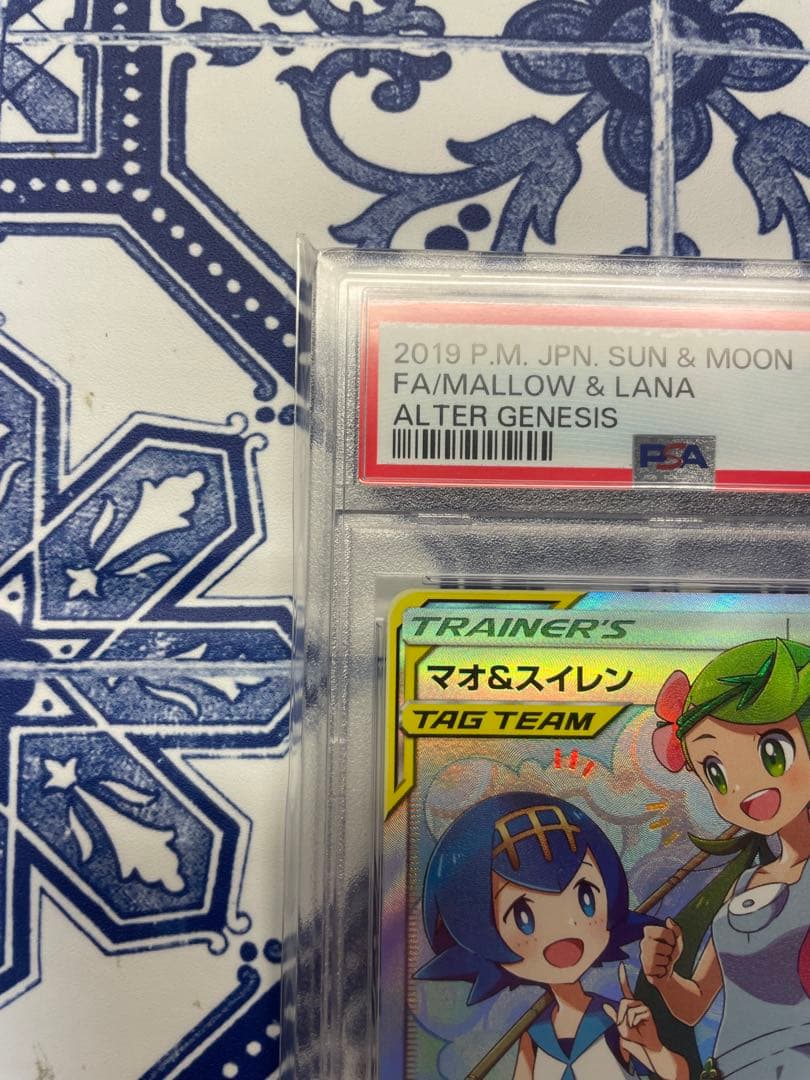 2019 P.M. JPN. SUN & MOON
FA/MALLOW & LANA
ALTER GENESIS
PSA
TRAINER'S
マオ&スイレン
TAG TEAM